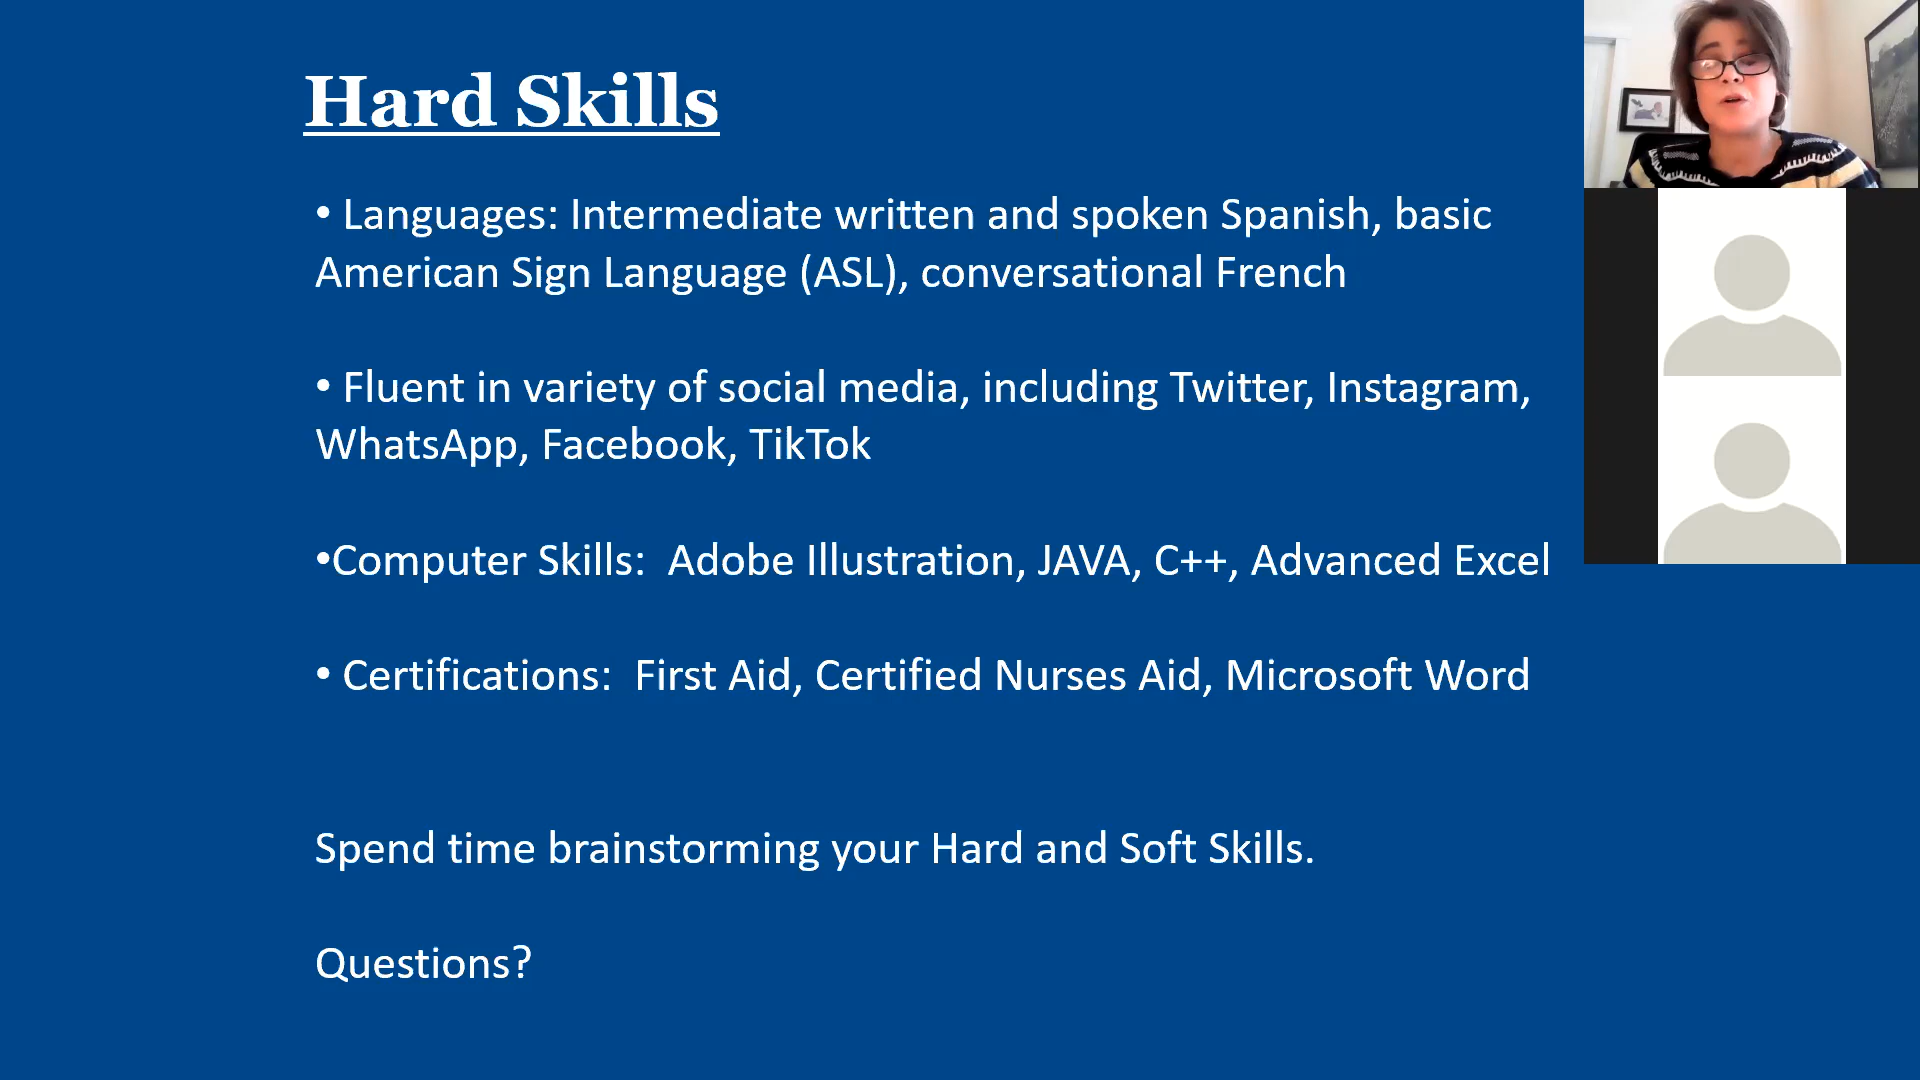 Hard Skills
• Languages: Intermediate written and spoken Spanish, basic
American Sign Language (ASL), conversational French
• Fluent in variety of social media, including Twitter, Instagram,
WhatsApp, Facebook, TikTok
•Computer Skills:  Adobe Illustration, JAVA, C++, Advanced Excel
• Certifications:  First Aid, Certified Nurses Aid, Microsoft Word
Spend time brainstorming your Hard and Soft Skills.
Questions?